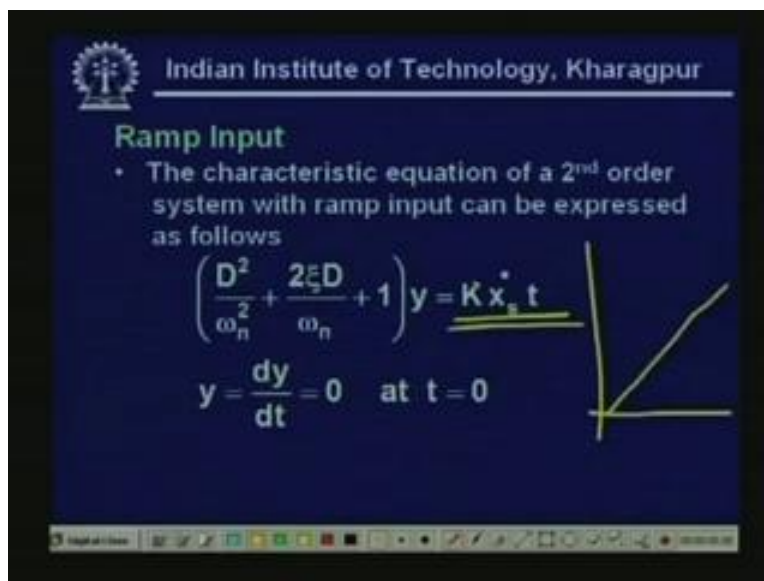 Indian Institute of Technology, Kharagpur
Ramp Input
• The characteristic equation of a 2nd order
system with ramp input can be expressed
as follows
(D²/ωₙ² + 2ξD/ωₙ + 1) y = K ẋₛ t
y = dy/dt = 0 at t = 0